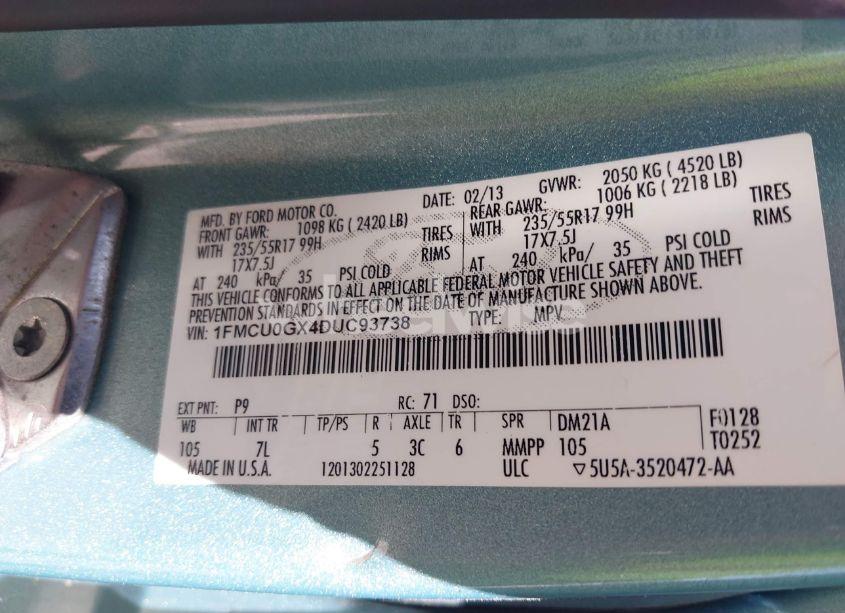 MFD. BY FORD MOTOR CO. DATE: 02/13 GVWR: 2050 KG ( 4520 LB)
FRONT GAWR: 1098 KG ( 2420 LB) REAR GAWR: 1006 KG ( 2218 LB)
WITH 235/55R17 99H TIRES WITH 235/55R17 99H TIRES
17X7.5J RIMS 17X7.5J RIMS
AT 240 kPa/ 35 PSI COLD AT 240 kPa/ 35 PSI COLD
THIS VEHICLE CONFORMS TO ALL APPLICABLE FEDERAL MOTOR VEHICLE SAFETY AND THEFT
PREVENTION STANDARDS IN EFFECT ON THE DATE OF MANUFACTURE SHOWN ABOVE.
VIN: 1FMCU0GX4DUC93738 TYPE: MPV
EXT PNT: P9 RC: 71 DSO:
WB INT TR TP/PS R AXLE TR SPR DM21A F0128
105 7L 5 3C 6 MMPP 105 T0252
MADE IN U.S.A. 1201302251128 ULC ▽5U5A-3520472-AA